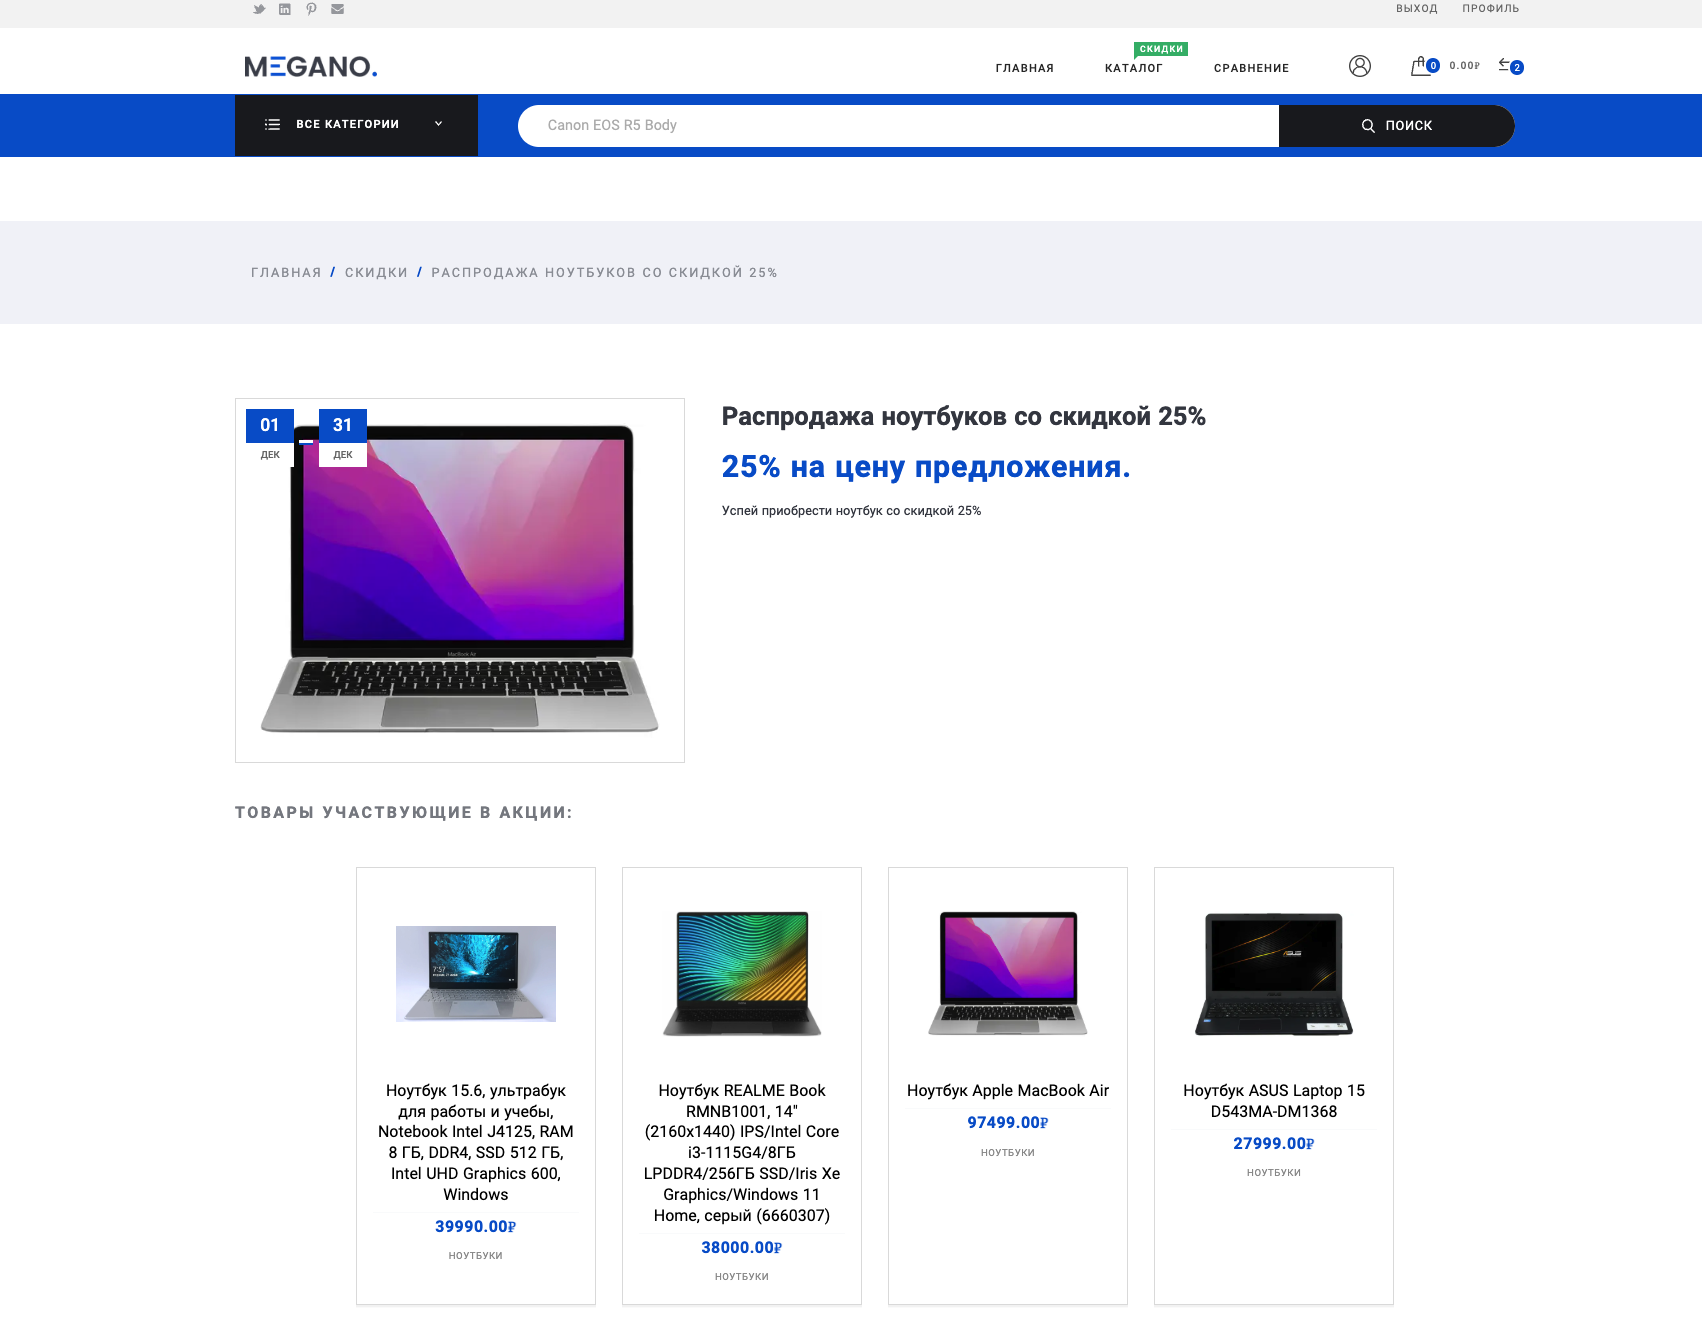 ВЫХОД ПРОФИЛЬ
MEGANO.
ГЛАВНАЯ
СКИДКИ
КАТАЛОГ
СРАВНЕНИЕ
0
0.00₽
2
ВСЕ КАТЕГОРИИ
Canon EOS R5 Body
ПОИСК
ГЛАВНАЯ / СКИДКИ / РАСПРОДАЖА НОУТБУКОВ СО СКИДКОЙ 25%
01
ДЕК
31
ДЕК
MacBook Air
Распродажа ноутбуков со скидкой 25%
25% на цену предложения.
Успей приобрести ноутбук со скидкой 25%
ТОВАРЫ УЧАСТВУЮЩИЕ В АКЦИИ:
7:57
Ноутбук 15.6, ультрабук
для работы и учебы,
Notebook Intel J4125, RAM
8 ГБ, DDR4, SSD 512 ГБ,
Intel UHD Graphics 600,
Windows
39990.00₽
НОУТБУКИ
Ноутбук REALME Book
RMNB1001, 14"
(2160x1440) IPS/Intel Core
i3-1115G4/8ГБ
LPDDR4/256ГБ SSD/Iris Xe
Graphics/Windows 11
Home, серый (6660307)
38000.00₽
НОУТБУКИ
Ноутбук Apple MacBook Air
97499.00₽
НОУТБУКИ
ASUS
Ноутбук ASUS Laptop 15
D543MA-DM1368
27999.00₽
НОУТБУКИ